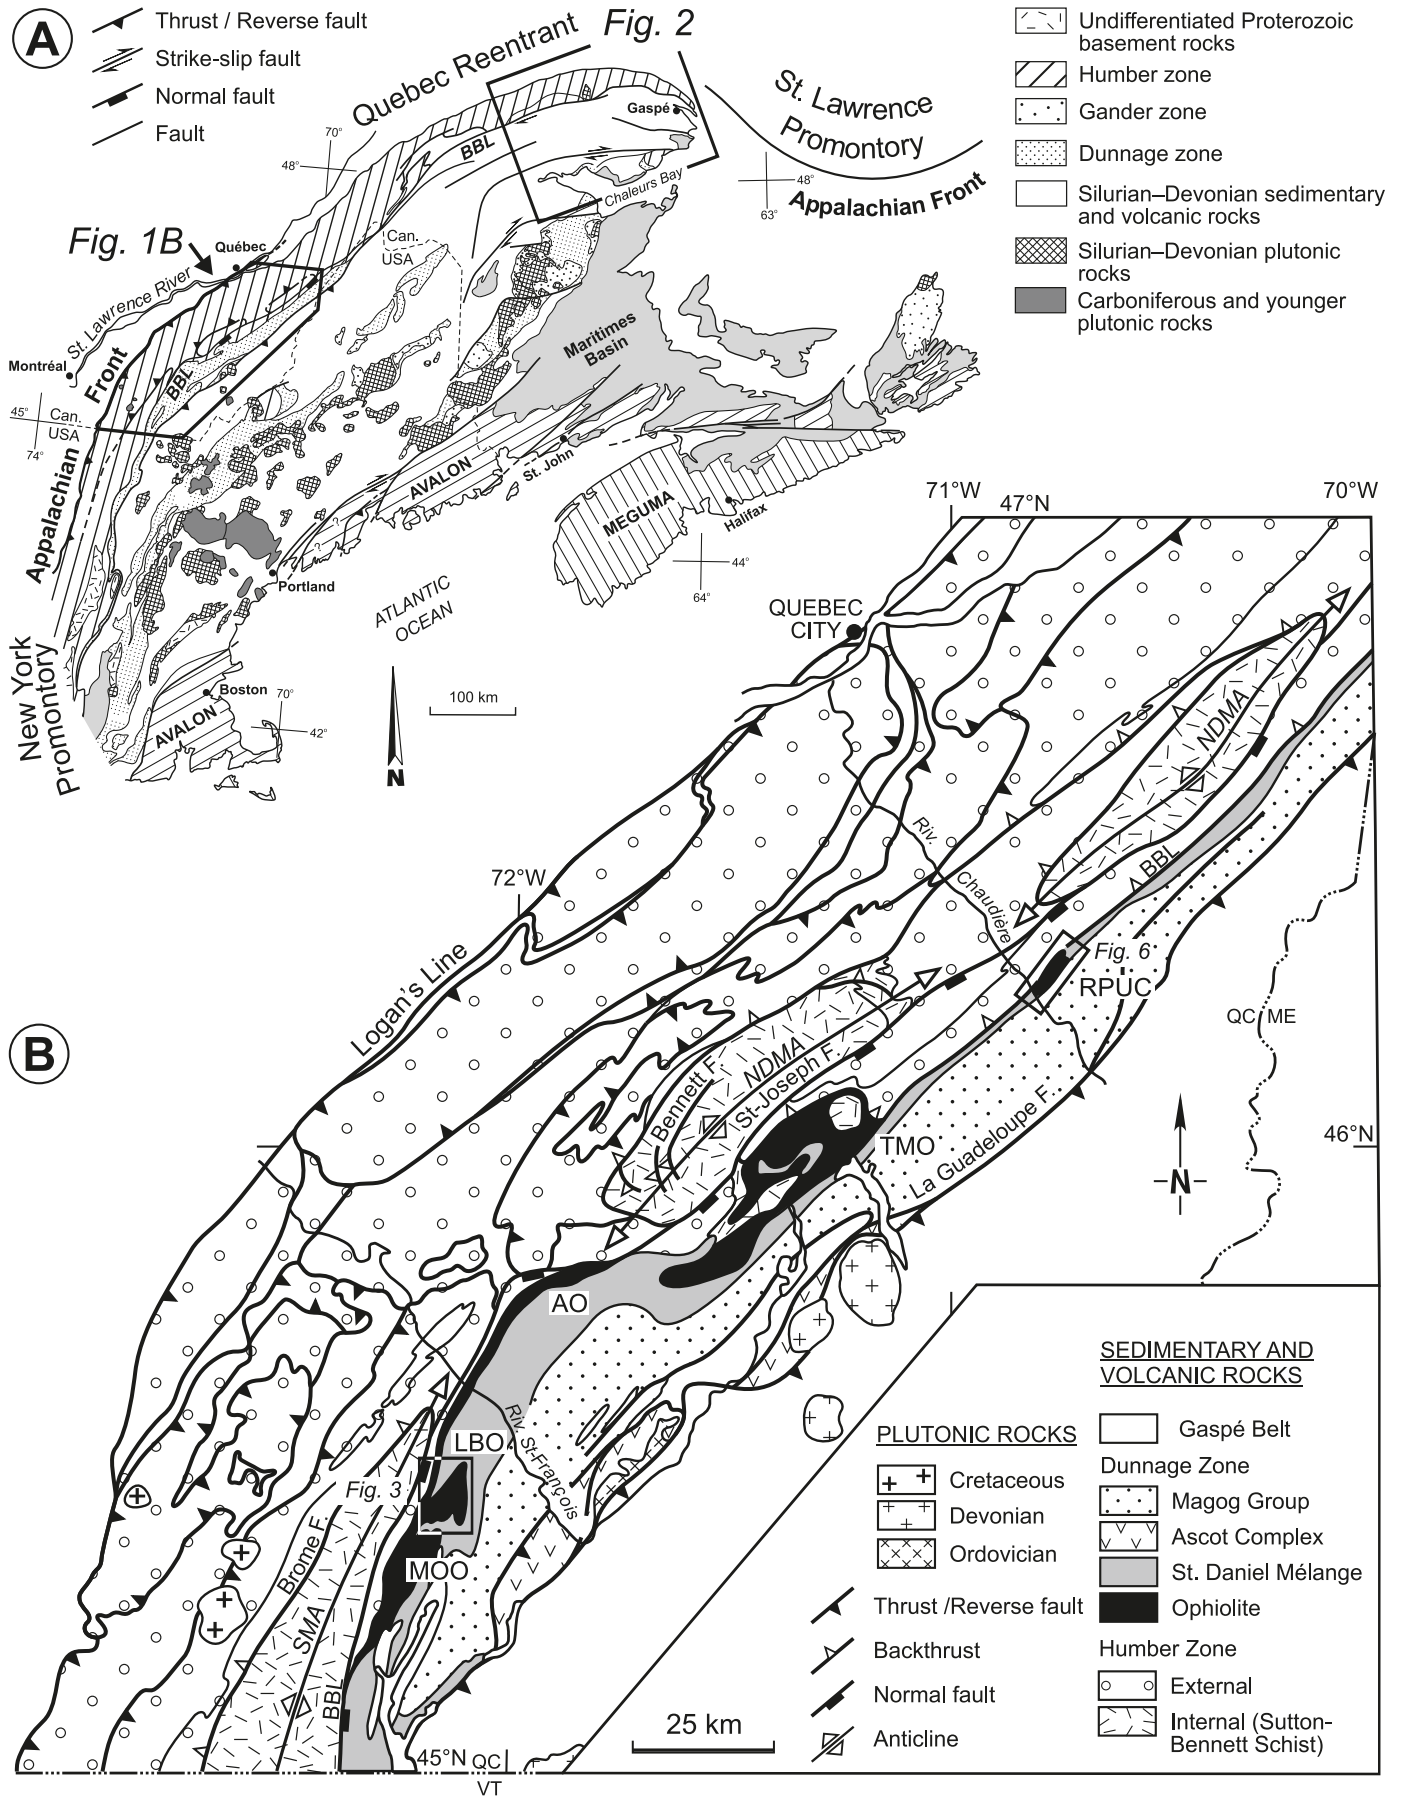 A
Thrust / Reverse fault
Strike-slip fault
Normal fault
Fault
Undifferentiated Proterozoic
basement rocks
Humber zone
Gander zone
Dunnage zone
Silurian–Devonian sedimentary
and volcanic rocks
Silurian–Devonian plutonic
rocks
Carboniferous and younger
plutonic rocks
Quebec Reentrant
Fig. 2
St. Lawrence
Promontory
Appalachian Front
48°
63°
Gaspé
BBL
70°
48°
Chaleurs Bay
Fig. 1B
Québec
Can.
USA
St. Lawrence River
Montréal
Front
BBL
45°
Can.
USA
74°
Appalachian
Maritimes
Basin
AVALON
St. John
MEGUMA
Halifax
44°
64°
Portland
ATLANTIC
OCEAN
New York
Promontory
Boston
70°
42°
AVALON
100 km
N
B
71°W
47°N
70°W
QUEBEC
CITY
NDMA
Riv.
Chaudière
BBL
72°W
Logan's Line
Fig. 6
RPUC
QC
ME
Bennett F.
NDMA
St-Joseph F.
TMO
La Guadeloupe F.
46°N
N
AO
LBO
Riv. St-François
Fig. 3
MOO
Brome F.
SMA
BBL
45°N
QC
VT
25 km
PLUTONIC ROCKS
Cretaceous
Devonian
Ordovician
Thrust /Reverse fault
Backthrust
Normal fault
Anticline
SEDIMENTARY AND
VOLCANIC ROCKS
Gaspé Belt
Dunnage Zone
Magog Group
Ascot Complex
St. Daniel Mélange
Ophiolite
Humber Zone
External
Internal (Sutton-
Bennett Schist)